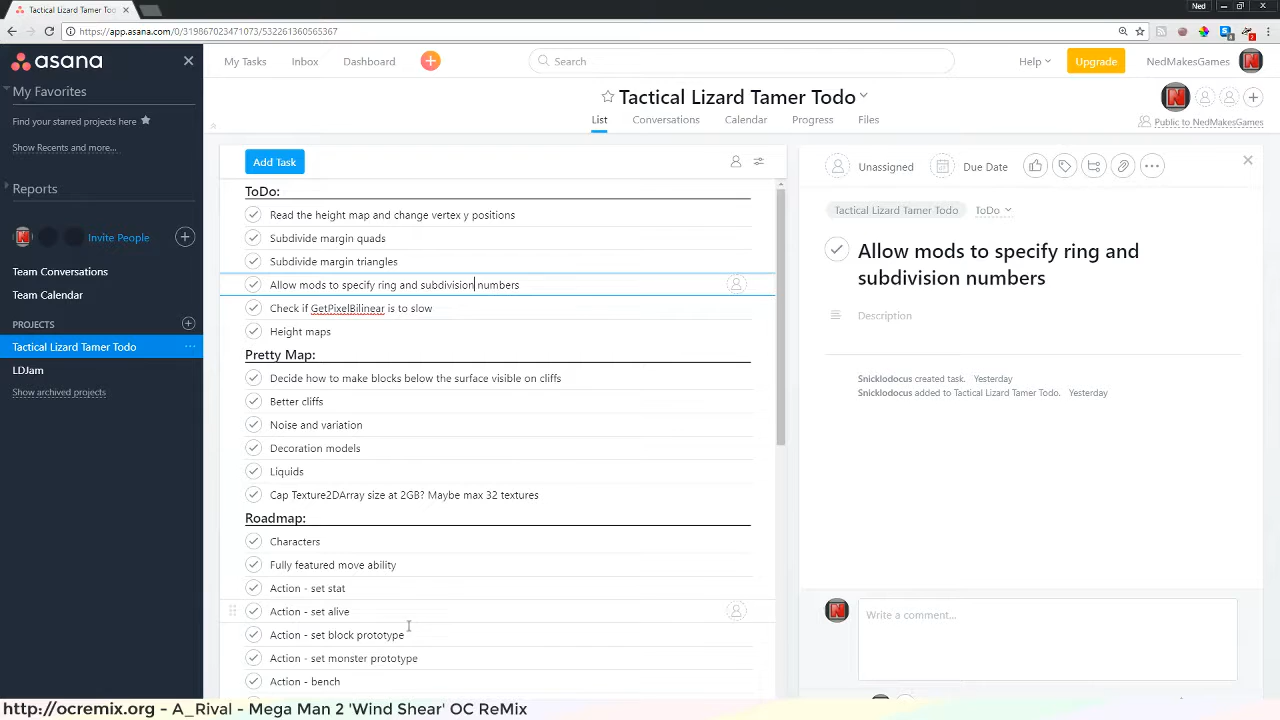 Tactical Lizard Tamer Todo
Ned
https://app.asana.com/0/319867023471073/532261360565367
asana
My Tasks
Inbox
Dashboard
Search
Help
Upgrade
NedMakesGames
My Favorites
Find your starred projects here
Show Recents and more...
Reports
Invite People
Team Conversations
Team Calendar
PROJECTS
Tactical Lizard Tamer Todo
LDJam
Show archived projects
Tactical Lizard Tamer Todo
List
Conversations
Calendar
Progress
Files
Public to NedMakesGames
Add Task
ToDo:
Read the height map and change vertex y positions
Subdivide margin quads
Subdivide margin triangles
Allow mods to specify ring and subdivision numbers
Check if GetPixelBilinear is to slow
Height maps
Pretty Map:
Decide how to make blocks below the surface visible on cliffs
Better cliffs
Noise and variation
Decoration models
Liquids
Cap Texture2DArray size at 2GB? Maybe max 32 textures
Roadmap:
Characters
Fully featured move ability
Action - set stat
Action - set alive
Action - set block prototype
Action - set monster prototype
Action - bench
Unassigned
Due Date
Tactical Lizard Tamer Todo
ToDo
Allow mods to specify ring and
subdivision numbers
Description
Snicklodocus created task. Yesterday
Snicklodocus added to Tactical Lizard Tamer Todo. Yesterday
Write a comment...
http://ocremix.org - A_Rival - Mega Man 2 'Wind Shear' OC ReMix